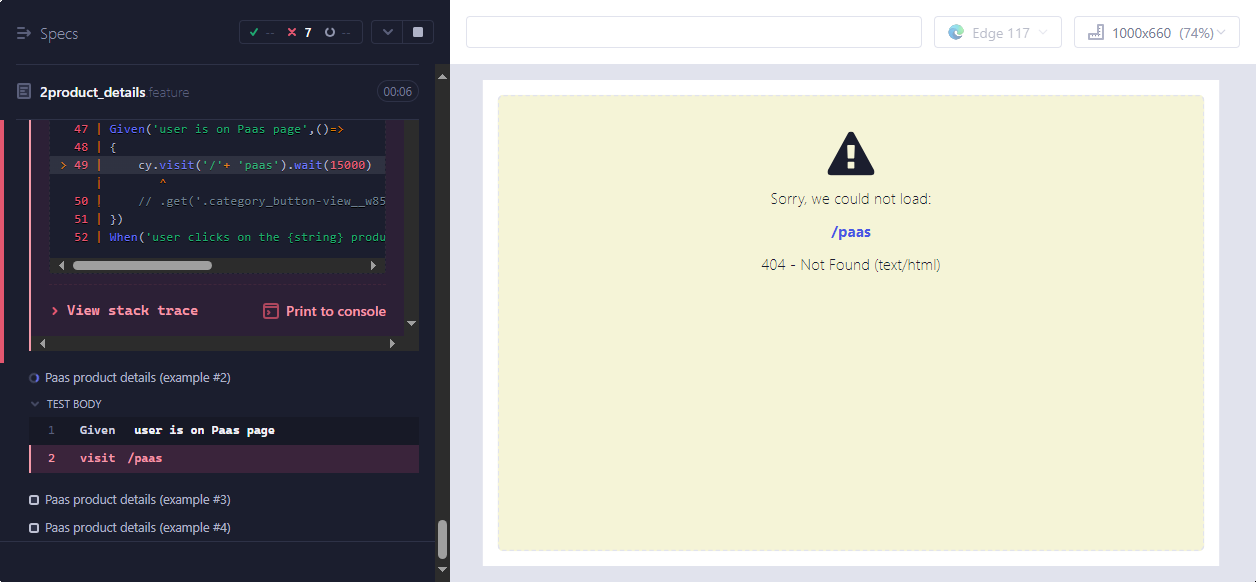 Specs
-- 7 --
2product_details.feature 00:06
47 | Given('user is on Paas page',()=>
48 | {
> 49 | cy.visit('/'+ 'paas').wait(15000)
| ^
50 | // .get('.category_button-view__w85
51 | })
52 | When('user clicks on the {string} produ
> View stack trace
Print to console
Paas product details (example #2)
TEST BODY
1 Given user is on Paas page
2 visit /paas
Paas product details (example #3)
Paas product details (example #4)
Edge 117
1000x660 (74%)
Sorry, we could not load:
/paas
404 - Not Found (text/html)